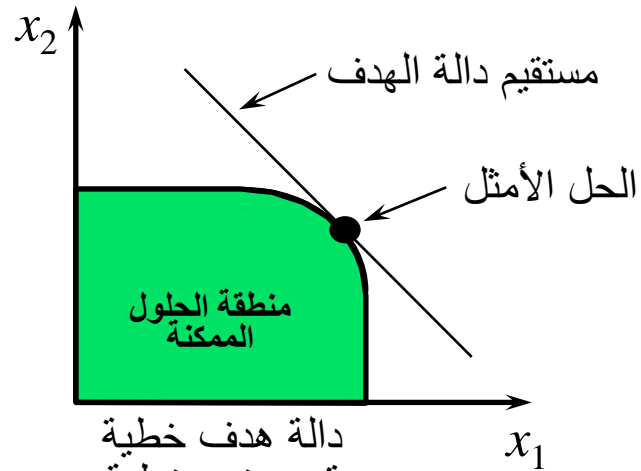 x₂
مستقيم دالة الهدف
الحل الأمثل
منطقة الحلول
الممكنة
دالة هدف خطية
x₁